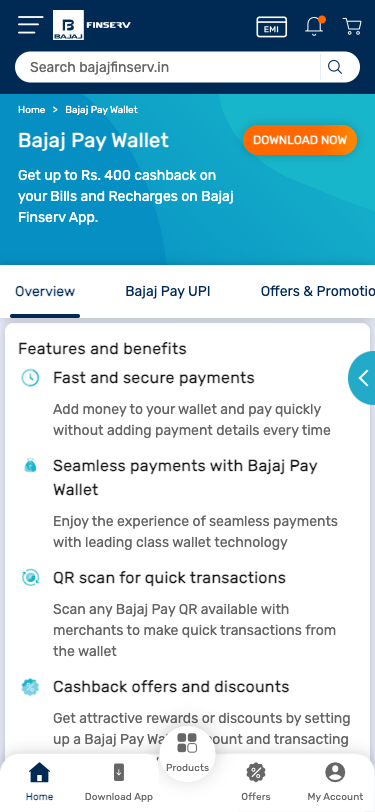 B
BAJAJ
FINSERV
EMI
Search bajajfinserv.in
Home > Bajaj Pay Wallet
Bajaj Pay Wallet
DOWNLOAD NOW
Get up to Rs. 400 cashback on
your Bills and Recharges on Bajaj
Finserv App.
Overview
Bajaj Pay UPI
Offers & Promotio
Features and benefits
Fast and secure payments
Add money to your wallet and pay quickly
without adding payment details every time
Seamless payments with Bajaj Pay
Wallet
Enjoy the experience of seamless payments
with leading class wallet technology
QR scan for quick transactions
Scan any Bajaj Pay QR available with
merchants to make quick transactions from
the wallet
Cashback offers and discounts
Get attractive rewards or discounts by setting
up a Bajaj Pay Wa ount and transacting
Home
Download App
Products
Offers
My Account